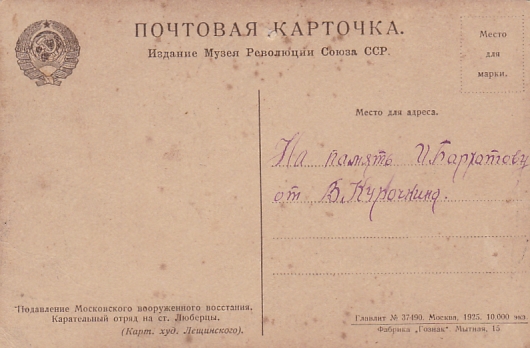 ПОЧТОВАЯ КАРТОЧКА.
Издание Музея Революции Союза ССР.
Место
для
марки.
Место для адреса.
На память И. Бархатову
от В. Курочкина.
"Подавление Московского вооруженного восстания.
Карательный отряд на ст. Люберцы.
(Карт. худ. Лещинского).
Главлит № 37490. Москва, 1925. 10.000 экз.
Фабрика „Гознак" Мытная, 15